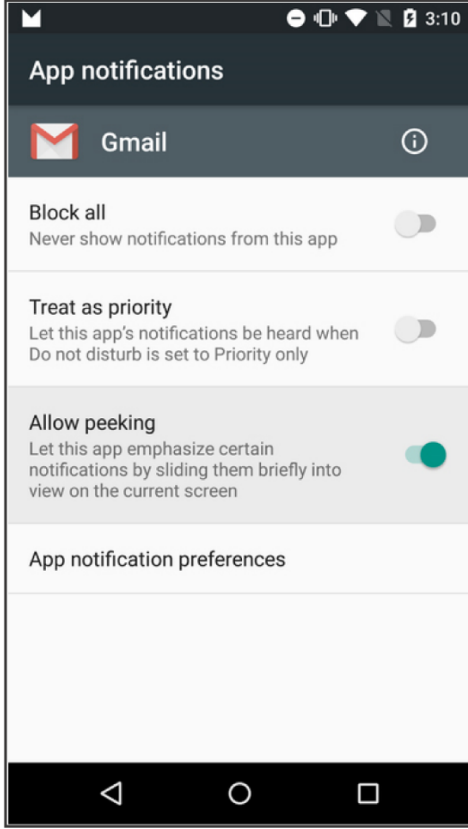 3:10
App notifications
Gmail
Block all
Never show notifications from this app
Treat as priority
Let this app's notifications be heard when
Do not disturb is set to Priority only
Allow peeking
Let this app emphasize certain
notifications by sliding them briefly into
view on the current screen
App notification preferences